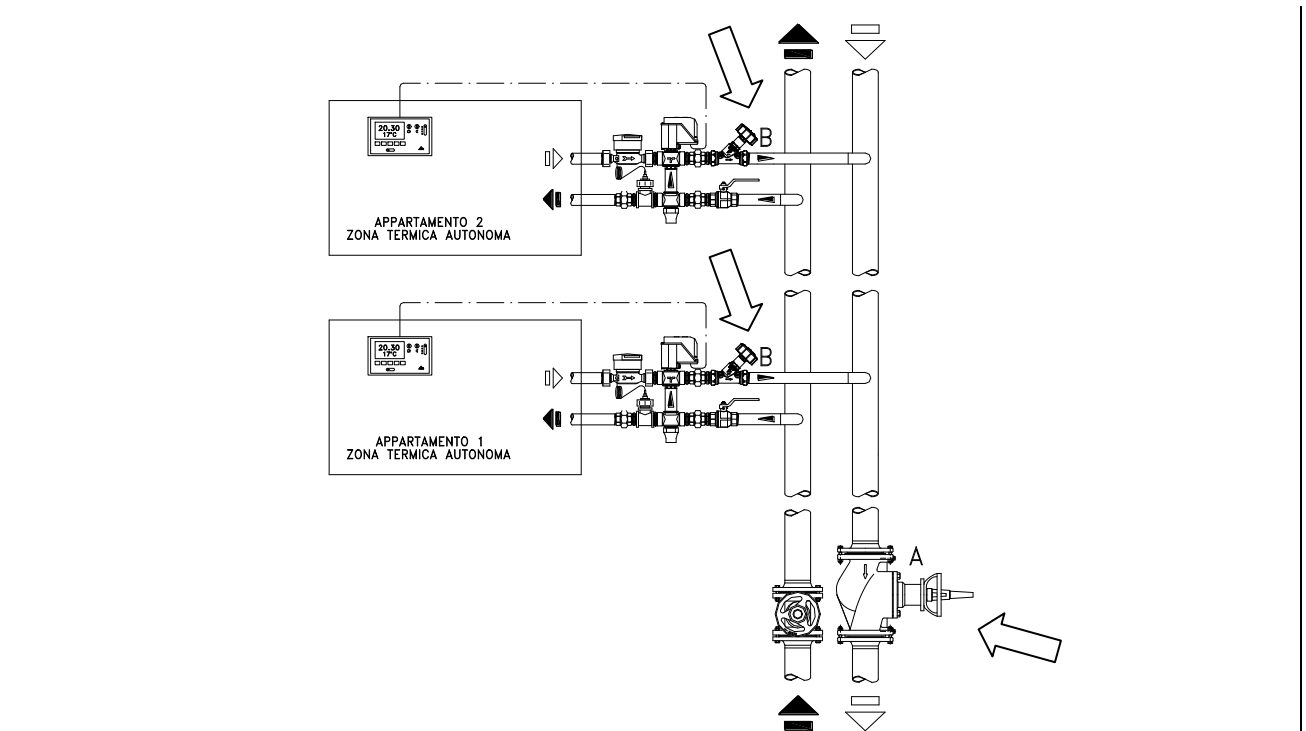 20.30
17°C
B
APPARTAMENTO 2
ZONA TERMICA AUTONOMA
20.30
17°C
B
APPARTAMENTO 1
ZONA TERMICA AUTONOMA
A